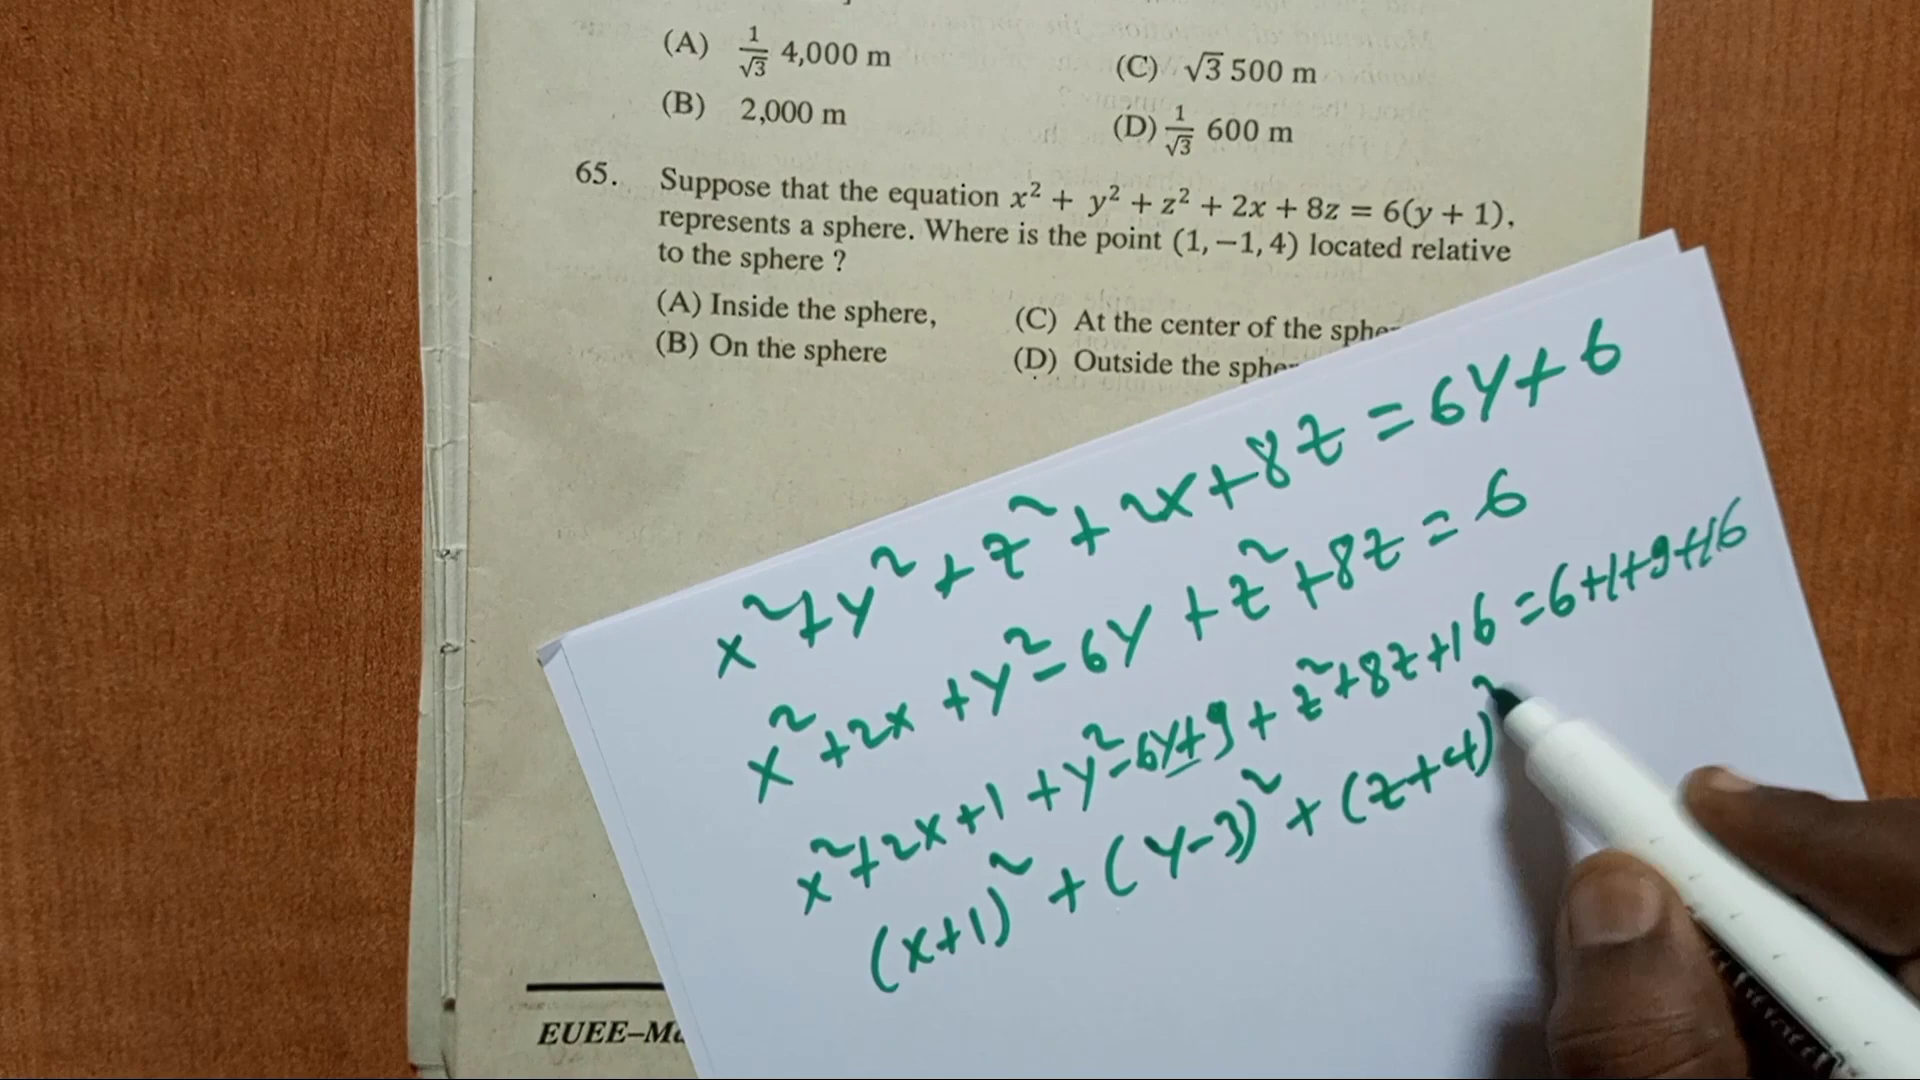 (A) 1/√3 4,000 m
(C) √3 500 m
(B) 2,000 m
(D) 1/√3 600 m
65. Suppose that the equation x² + y² + z² + 2x + 8z = 6(y + 1),
represents a sphere. Where is the point (1, −1, 4) located relative
to the sphere ?
(A) Inside the sphere,
(C) At the center of the
(B) On the sphere
(D) Outside the
x²+y²+z²+2x+8z=6y+6
x²+2x+y²-6y+z²+8z=6
x²+2x+1+y²-6y+9+z²+8z+16=6+1+9+16
(x+1)²+(y-3)²+(z+4)²
EUEE–